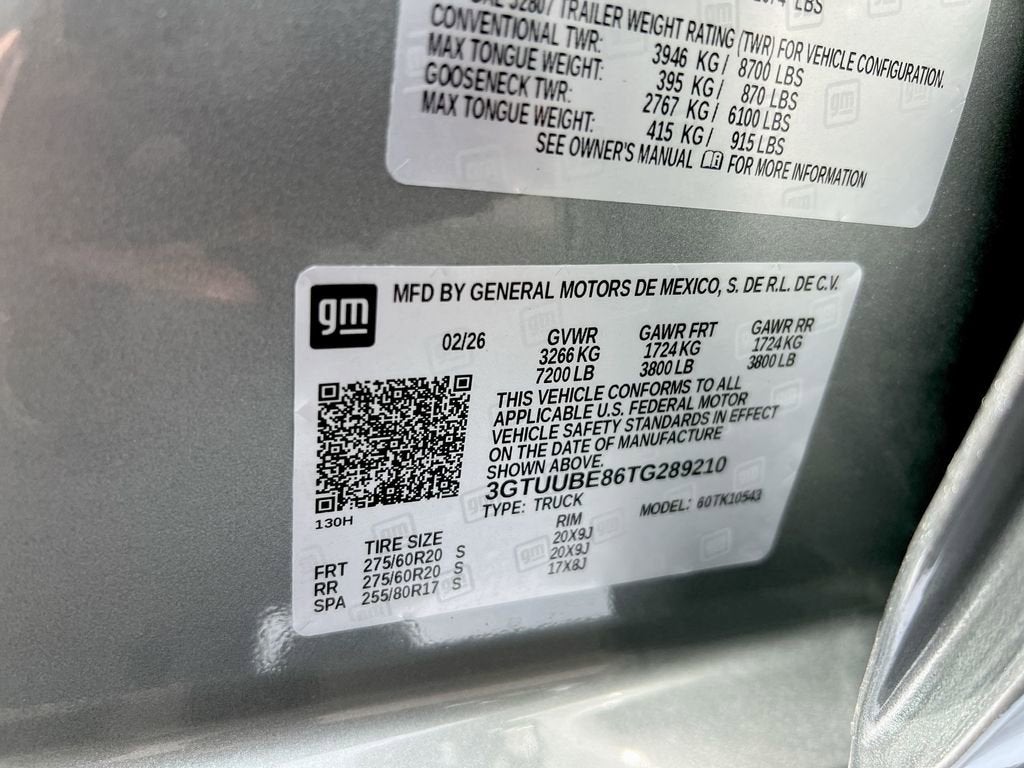 LBS
TRAILER WEIGHT RATING (TWR) FOR VEHICLE CONFIGURATION.
CONVENTIONAL TWR: 3946 KG / 8700 LBS
MAX TONGUE WEIGHT: 395 KG / 870 LBS
GOOSENECK TWR: 2767 KG / 6100 LBS
MAX TONGUE WEIGHT: 415 KG / 915 LBS
SEE OWNER'S MANUAL FOR MORE INFORMATION
gm
MFD BY GENERAL MOTORS DE MEXICO, S. DE R.L. DE C.V.
02/26 GVWR GAWR FRT GAWR RR
3266 KG 1724 KG 1724 KG
7200 LB 3800 LB 3800 LB
THIS VEHICLE CONFORMS TO ALL
APPLICABLE U.S. FEDERAL MOTOR
VEHICLE SAFETY STANDARDS IN EFFECT
ON THE DATE OF MANUFACTURE
SHOWN ABOVE.
3GTUUBE86TG289210
TYPE: TRUCK MODEL: 60TK10543
130H
TIRE SIZE RIM
FRT 275/60R20 S 20X9J
RR 275/60R20 S 20X9J
SPA 255/80R17 S 17X8J